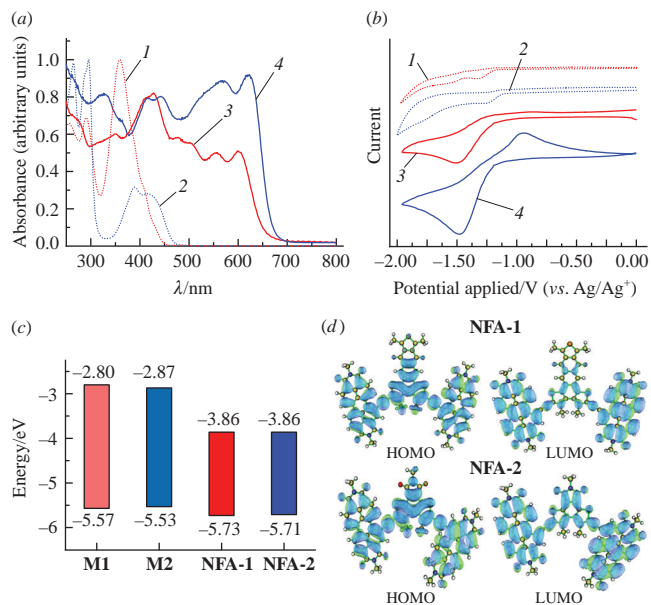 (a)
Absorbance (arbitrary units)
1.0
0.8
0.6
0.4
0.2
0.0
1
4
3
2
300 400 500 600 700 800
λ/nm
(b)
Current
1
2
3
4
−2.00 −1.50 −1.00 −0.50 0.00
Potential applied/V (vs. Ag/Ag+)
(c)
Energy/eV
−3
−4
−5
−6
−2.80 −2.87
−3.86 −3.86
−5.57 −5.53 −5.73 −5.71
M1 M2 NFA-1 NFA-2
(d)
NFA-1
HOMO LUMO
NFA-2
HOMO LUMO